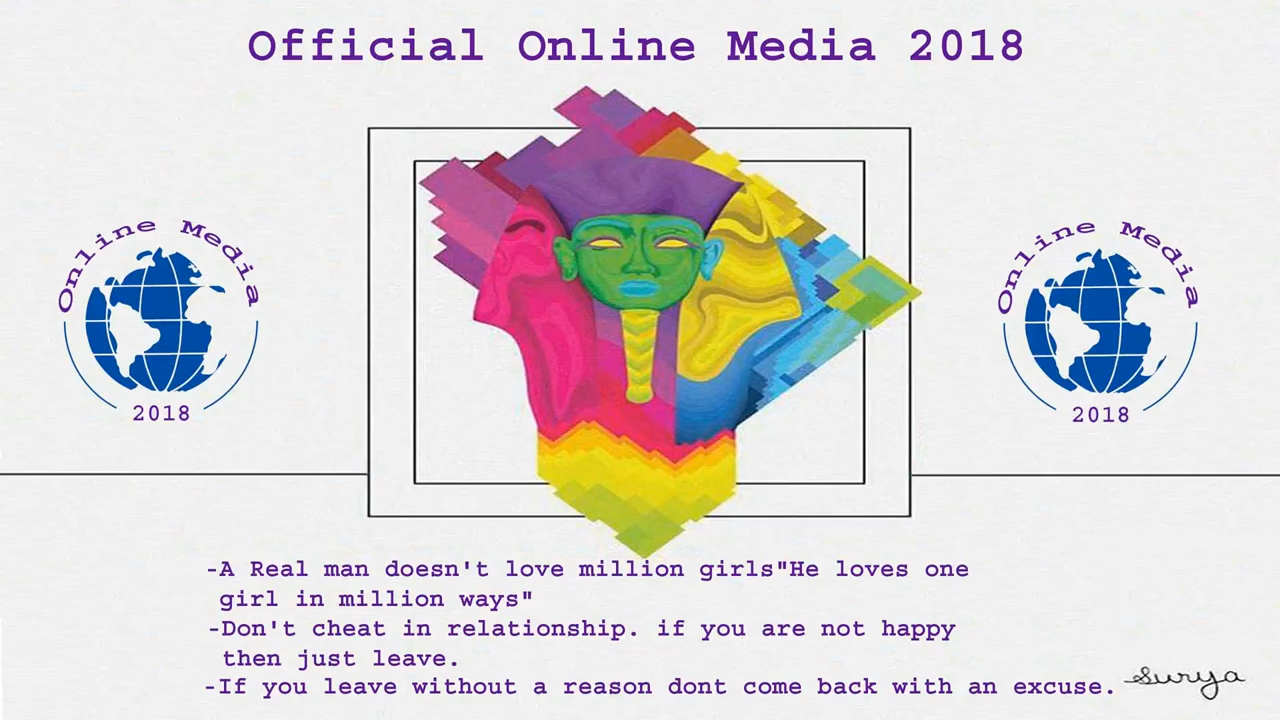 Official Online Media 2018
Online Media
2018
Online Media
2018
-A Real man doesn't love million girls"He loves one
girl in million ways"
-Don't cheat in relationship. if you are not happy
then just leave.
-If you leave without a reason dont come back with an excuse.
surya